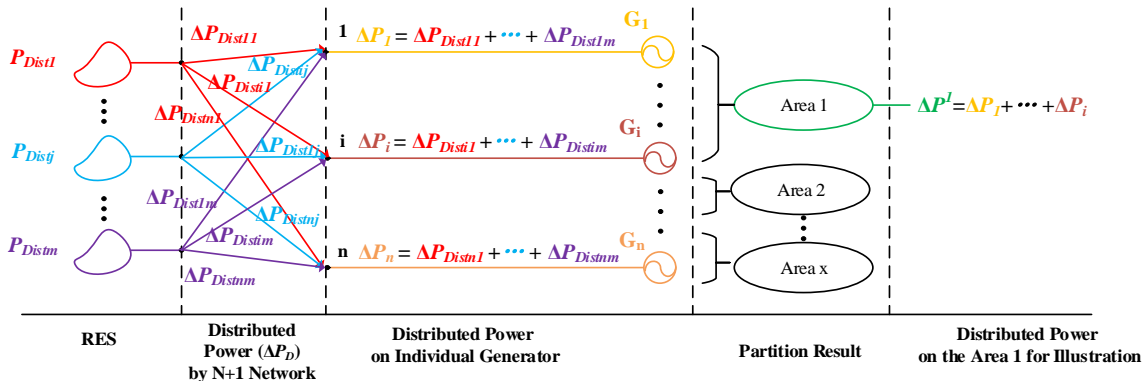 P_Dist1
P_Distj
P_Distm
ΔP_Dist11
ΔP_Distij
ΔP_Disti1
ΔP_Distn1
ΔP_Dist1j
ΔP_Dist1m
ΔP_Distnj
ΔP_Distim
ΔP_Distnm
1 ΔP_1 = ΔP_Dist11 + ··· + ΔP_Dist1m
G_1
i ΔP_i = ΔP_Disti1 + ··· + ΔP_Distim
G_i
n ΔP_n = ΔP_Distn1 + ··· + ΔP_Distnm
G_n
Area 1
Area 2
Area x
ΔP^1=ΔP_1+ ··· +ΔP_i
RES
Distributed
Power (ΔP_D)
by N+1 Network
Distributed Power
on Individual Generator
Partition Result
Distributed Power
on the Area 1 for Illustration